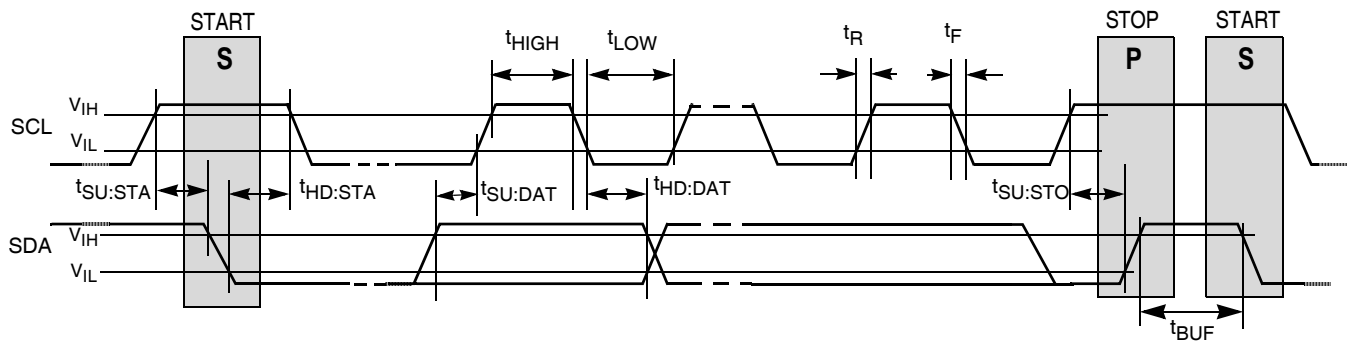 START
STOP
START
S
tHIGH
tLOW
tR
tF
P
S
SCL
VIH
VIL
tSU:STA
tHD:STA
tSU:DAT
tHD:DAT
tSU:STO
SDA
VIH
VIL
tBUF